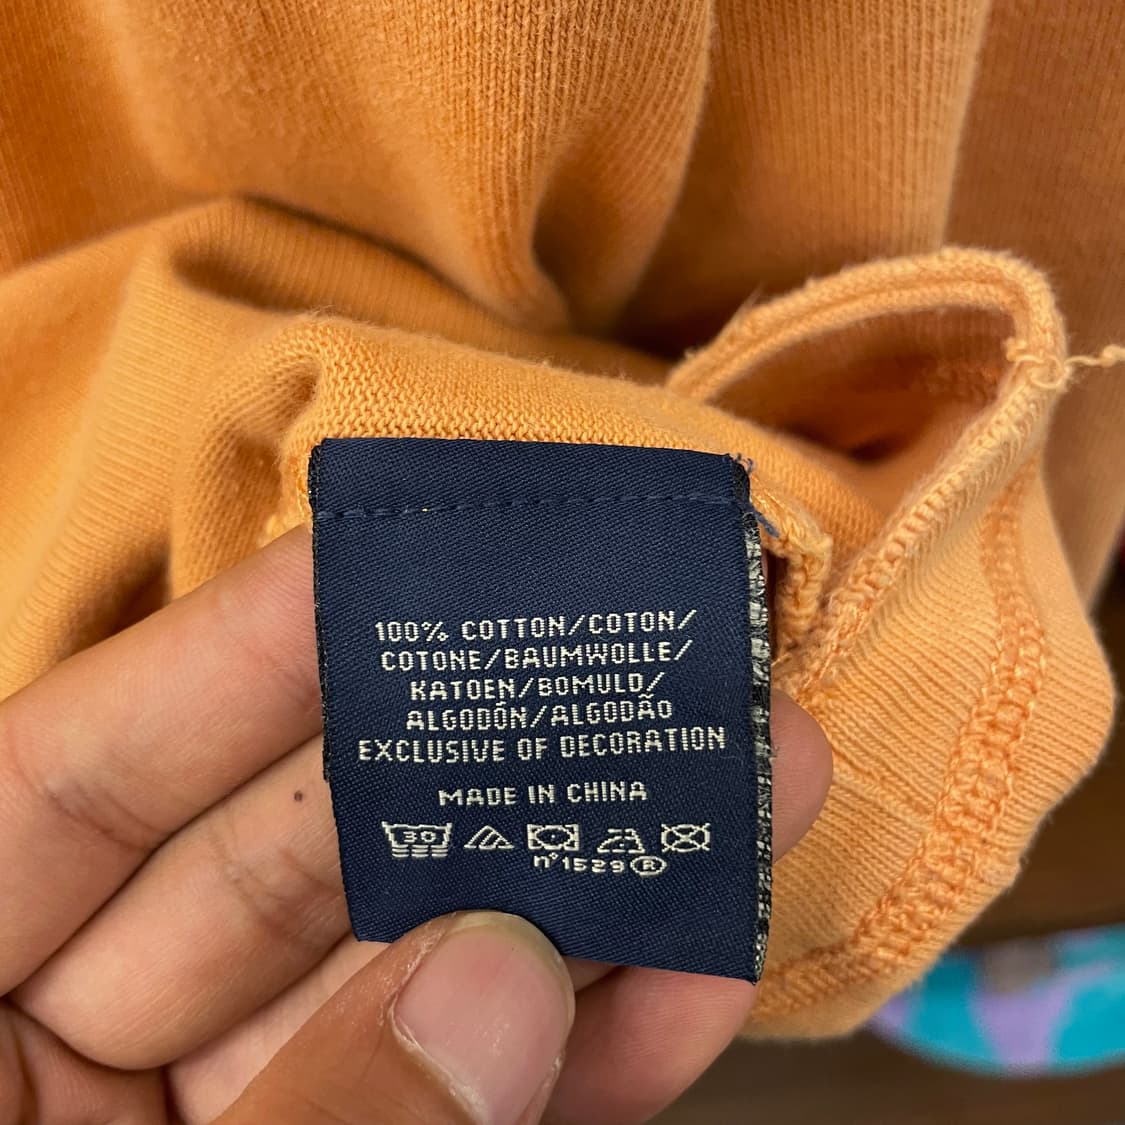 100% COTTON/COTON/
COTONE/BAUMWOLLE/
KATOEN/BOMULD/
ALGODÓN/ALGODÃO
EXCLUSIVE OF DECORATION
MADE IN CHINA
30
n°1529®